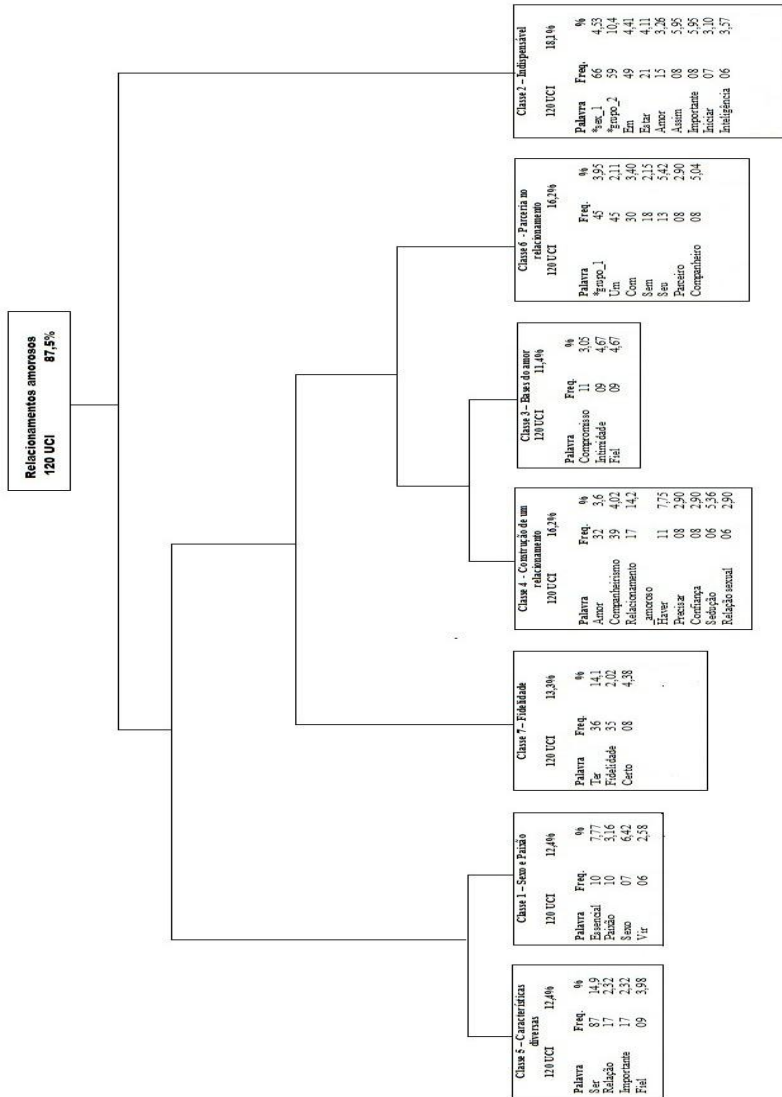 Relacionamentos amorosos
120 UCI 87,5%
Classe 5 – Características
diversas
120 UCI 12,4%
Palavra Freq. %
Ser 87 14,9
Relação 17 2,32
Importante 17 2,32
Fiel 09 3,98
Classe 1 – Sexo e Paixão
120 UCI 12,4%
Palavra Freq. %
Essencial 10 7,77
Paixão 10 3,16
Sexo 07 6,42
Vir 06 2,58
Classe 7 – Fidelidade
120 UCI 13,3%
Palavra Freq. %
Ter 36 14,1
Fidelidade 35 2,02
Certo 08 4,38
Classe 4 - Construção de um
relacionamento
120 UCI 16,2%
Palavra Freq. %
Amor 32 3,6
Companheirismo 39 4,02
Relacionamento 17 14,2
_amoroso
Haver 11 7,75
Precisar 08 2,90
Confiança 08 2,90
Sedução 06 5,36
Relação sexual 06 2,90
Classe 3 – Bases do amor
120 UCI 11,4%
Palavra Freq. %
Compromisso 11 3,05
Intimidade 09 4,67
Fiel 09 4,67
Classe 6 - Parceria no
relacionamento
120 UCI 16,2%
Palavra Freq. %
*grupo_1 45 3,95
Um 45 2,11
Com 30 3,40
Sem 18 2,15
Seu 13 5,42
Parceiro 08 2,90
Companheiro 08 5,04
Classe 2 – Indispensável
120 UCI 18,1%
Palavra Freq. %
*sex_1 66 4,53
*grupo_2 59 10,4
Em 49 4,41
Estar 21 4,11
Amor 15 3,26
Assim 08 5,95
Importante 08 5,95
Iniciar 07 3,10
Inteligência 06 3,57